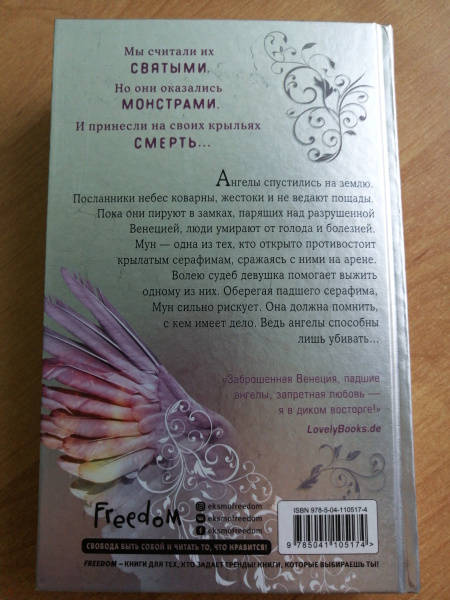 Мы считали их
СВЯТЫМИ.
Но они оказались
МОНСТРАМИ.
И принесли на своих крыльях
СМЕРТЬ...
Ангелы спустились на землю.
Посланники небес коварны, жестоки и не ведают пощады.
Пока они пируют в замках, парящих над разрушенной
Венецией, люди умирают от голода и болезней.
Мун — одна из тех, кто открыто противостоит
крылатым серафимам, сражаясь с ними на арене.
Волею судеб девушка помогает выжить
одному из них. Оберегая падшего серафима,
Мун сильно рискует. Она должна помнить,
с кем имеет дело. Ведь ангелы способны
лишь убивать...
«Заброшенная Венеция, падшие
ангелы, запретная любовь —
я в диком восторге!»
LovelyBooks.de
Freedom
eksmofreedom
eksmofreedom
eksmofreedom
СВОБОДА БЫТЬ СОБОЙ И ЧИТАТЬ ТО, ЧТО НРАВИТСЯ!
ISBN 978-5-04-110517-4
9 785041 105174 >
FREEDOM – КНИГИ ДЛЯ ТЕХ, КТО ЗАДАЕТ ТРЕНДЫ! КНИГИ, КОТОРЫЕ ВЫБИРАЕШЬ ТЫ!